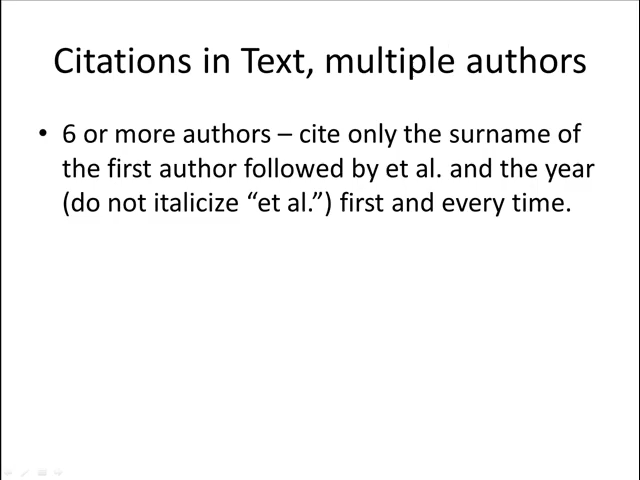 Citations in Text, multiple authors
• 6 or more authors – cite only the surname of
the first author followed by et al. and the year
(do not italicize “et al.”) first and every time.